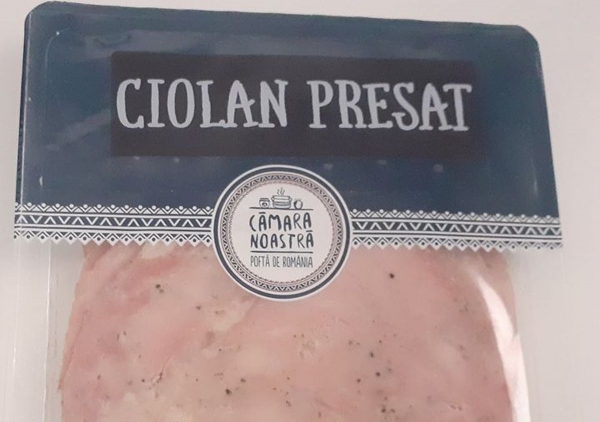 CIOLAN PRESAT
CĂMARA
NOASTRĂ
POFTĂ DE ROMÂNIA